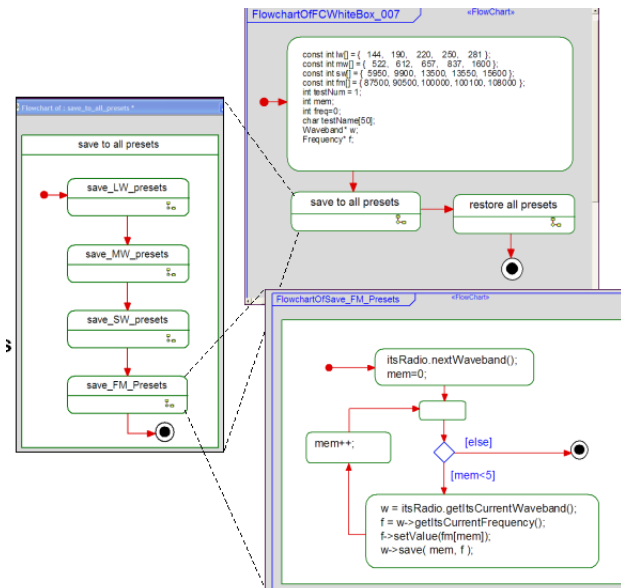 FlowchartOfFCWhiteBox_007
«FlowChart»
const int lw[] = { 144, 190, 220, 250, 281 };
const int mw[] = { 522, 612, 657, 837, 1600 };
const int sw[] = { 5950, 9900, 13500, 13550, 15600 };
const int fm[] = { 87500, 90500, 100000, 100100, 108000 };
int testNum = 1;
int mem;
int freq=0;
char testName[50];
Waveband* w;
Frequency* f;
save to all presets
restore all presets
Flowchart of : save_to_all_presets *
save to all presets
save_LW_presets
save_MW_presets
save_SW_presets
save_FM_Presets
FlowchartOfSave_FM_Presets
«FlowChart»
itsRadio.nextWaveband();
mem=0;
mem++;
[else]
[mem<5]
w = itsRadio.getItsCurrentWaveband();
f = w->getItsCurrentFrequency();
f->setValue(fm[mem]);
w->save( mem, f );